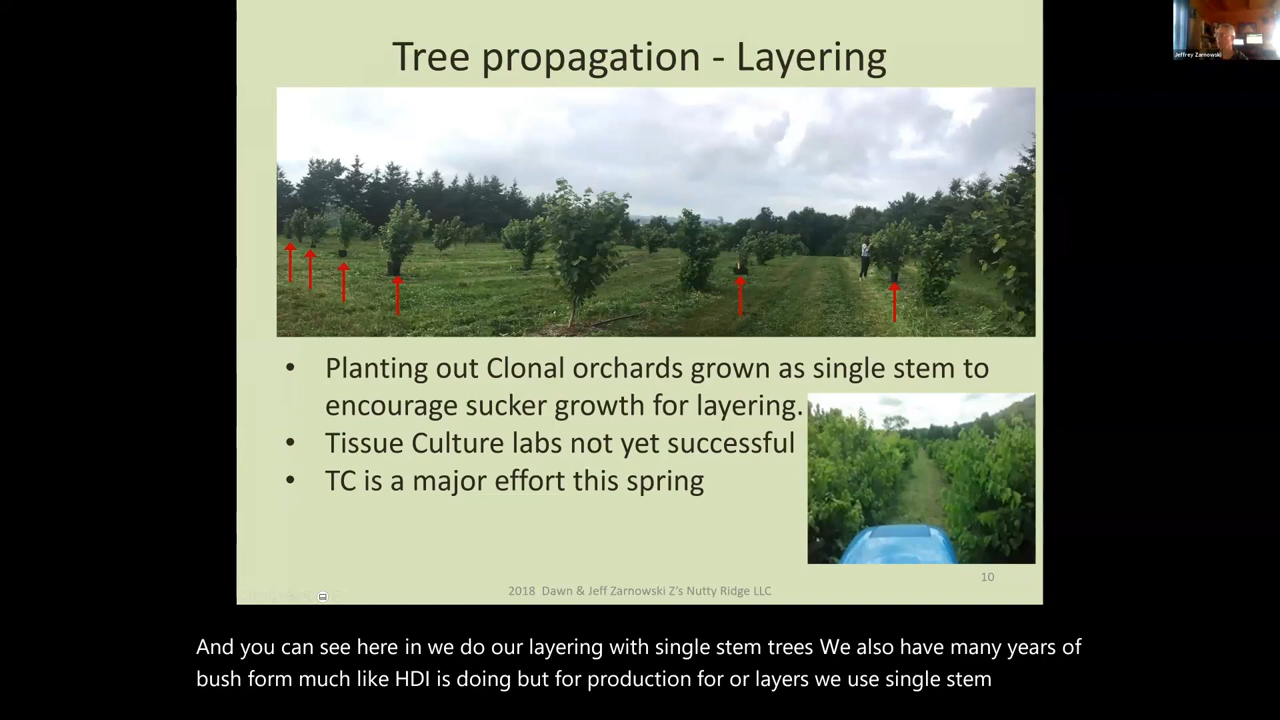 Tree propagation - Layering
Jeffrey Zarnowski
• Planting out Clonal orchards grown as single stem to
encourage sucker growth for layering.
• Tissue Culture labs not yet successful
• TC is a major effort this spring
10
2018 Dawn & Jeff Zarnowski Z's Nutty Ridge LLC
And you can see here in we do our layering with single stem trees We also have many years of
bush form much like HDI is doing but for production for or layers we use single stem